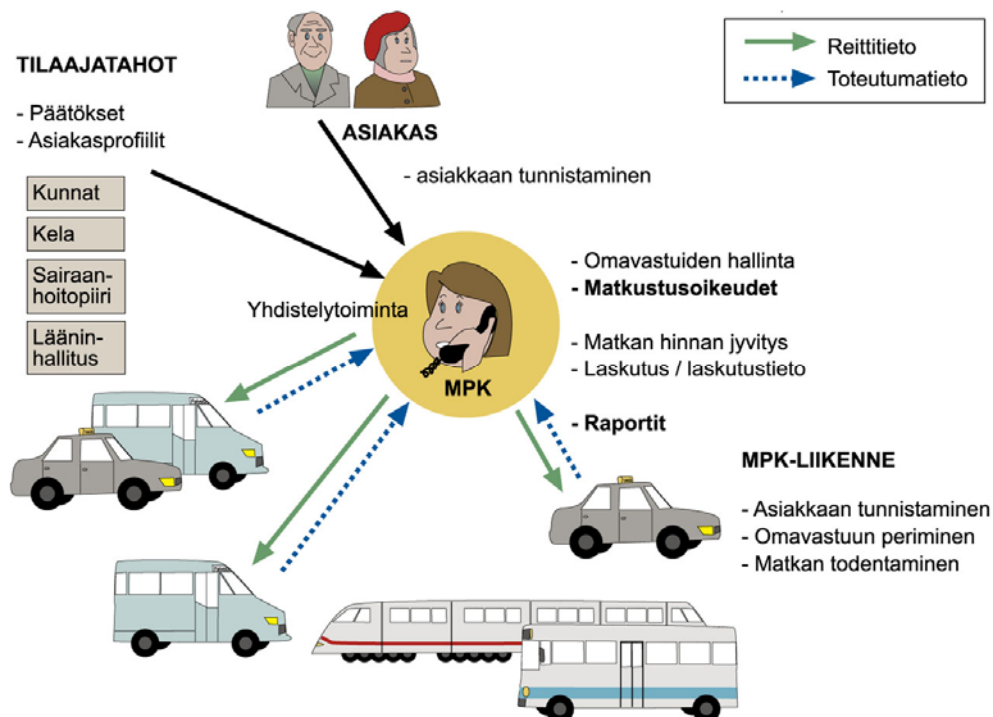 TILAAJATAHOT
- Päätökset
- Asiakasprofiilit
Kunnat
Kela
Sairaan-
hoitopiiri
Läänin-
hallitus
ASIAKAS
- asiakkaan tunnistaminen
Reittitieto
Toteutumatieto
Yhdistelytoiminta
MPK
- Omavastuiden hallinta
- Matkustusoikeudet
- Matkan hinnan jyvitys
- Laskutus / laskutustieto
- Raportit
MPK-LIIKENNE
- Asiakkaan tunnistaminen
- Omavastuun periminen
- Matkan todentaminen